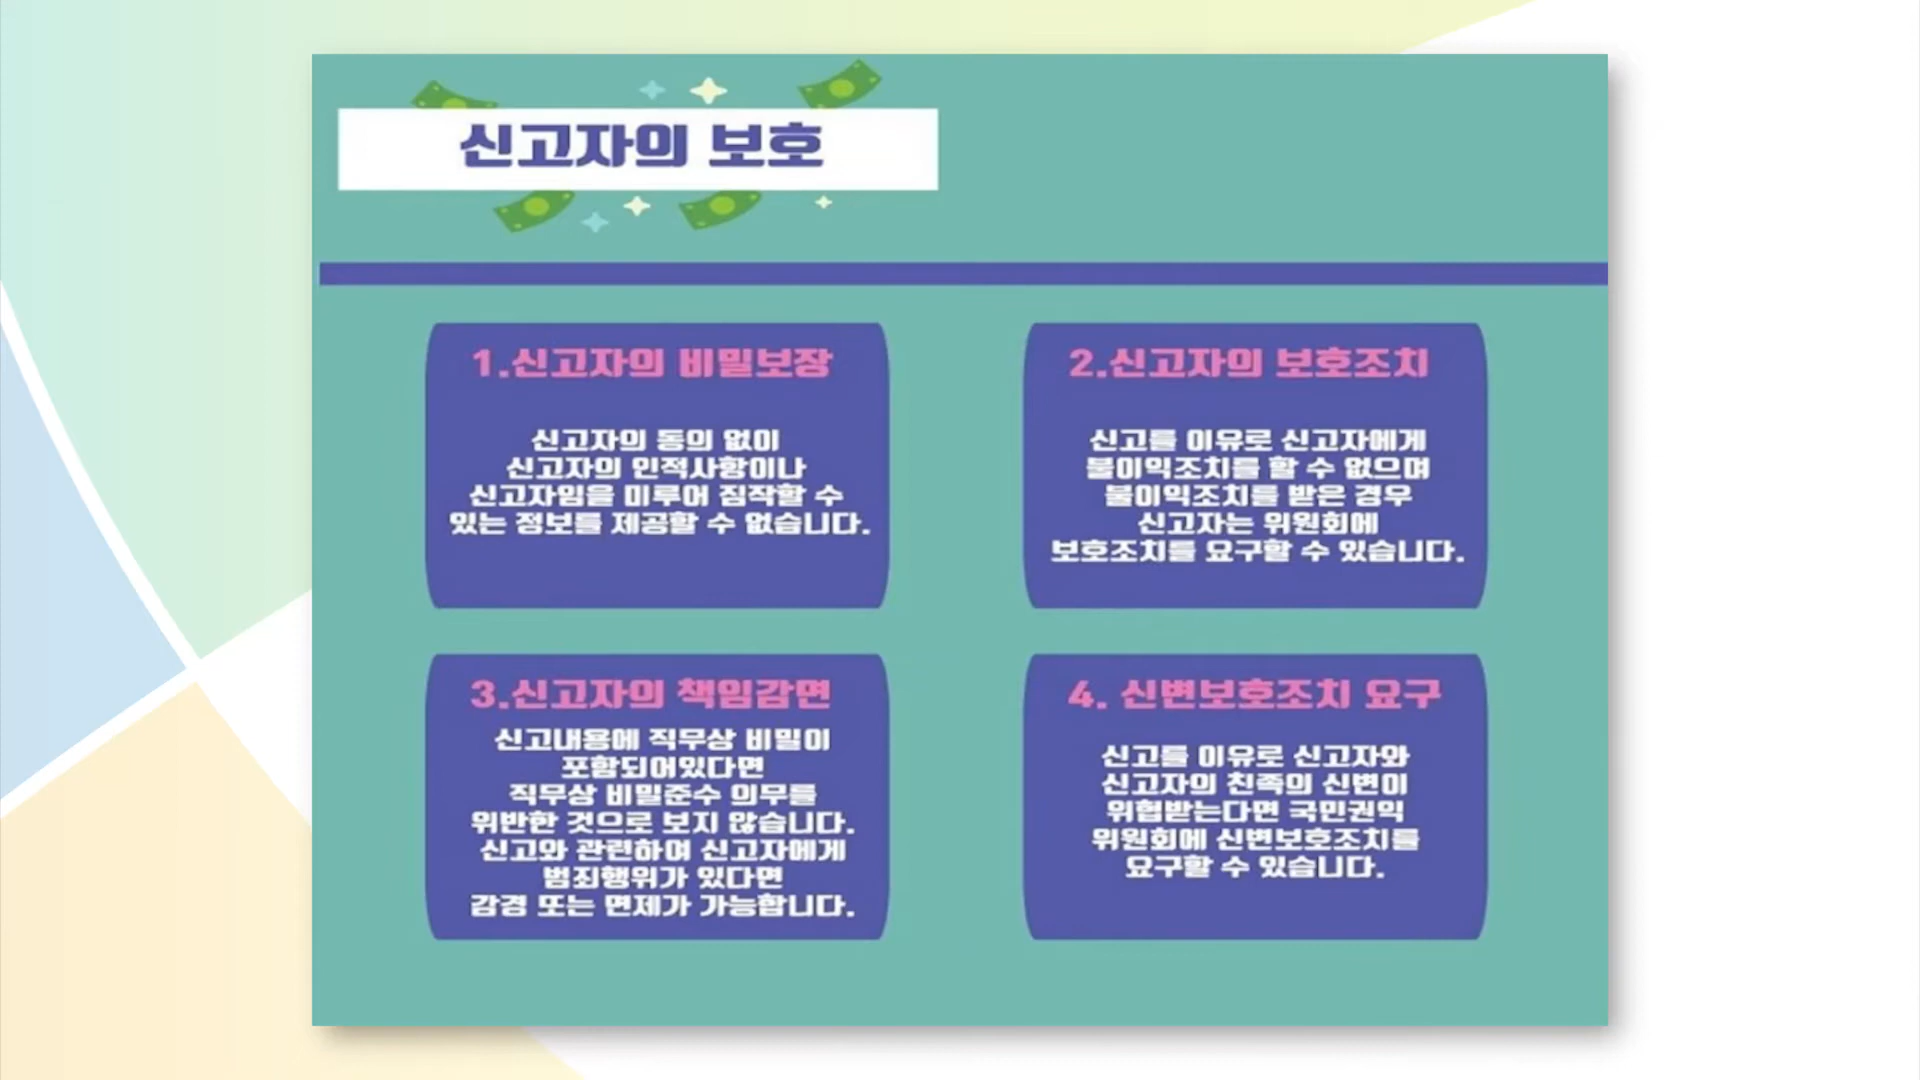 신고자의 보호
1.신고자의 비밀보장
신고자의 동의 없이
신고자의 인적사항이나
신고자임을 미루어 짐작할 수
있는 정보를 제공할 수 없습니다.
2.신고자의 보호조치
신고를 이유로 신고자에게
불이익조치를 할 수 없으며
불이익조치를 받은 경우
신고자는 위원회에
보호조치를 요구할 수 있습니다.
3.신고자의 책임감면
신고내용에 직무상 비밀이
포함되어있다면
직무상 비밀준수 의무를
위반한 것으로 보지 않습니다.
신고와 관련하여 신고자에게
범죄행위가 있다면
감경 또는 면제가 가능합니다.
4. 신변보호조치 요구
신고를 이유로 신고자와
신고자의 친족의 신변이
위협받는다면 국민권익
위원회에 신변보호조치를
요구할 수 있습니다.